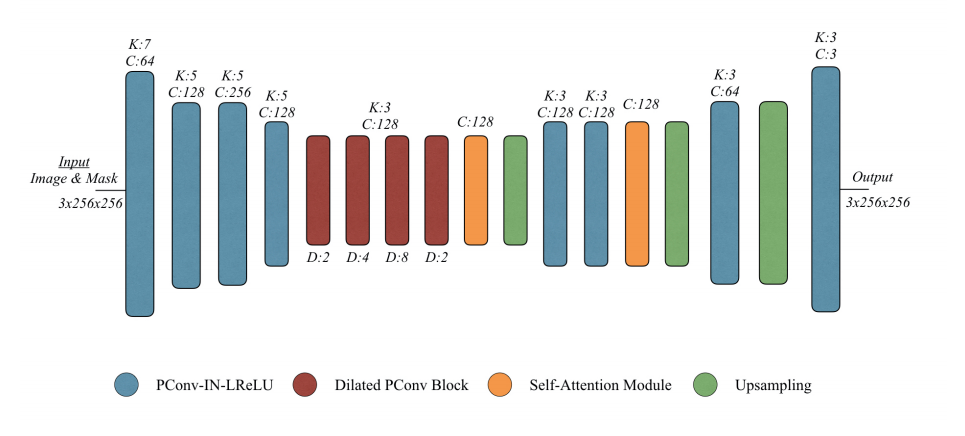 K:7
C:64
K:5
C:128
K:5
C:256
K:5
C:128
K:3
C:128
C:128
K:3
C:128
K:3
C:128
C:128
K:3
C:64
K:3
C:3
Input
Image & Mask
3x256x256
Output
3x256x256
D:2
D:4
D:8
D:2
PConv-IN-LReLU
Dilated PConv Block
Self-Attention Module
Upsampling